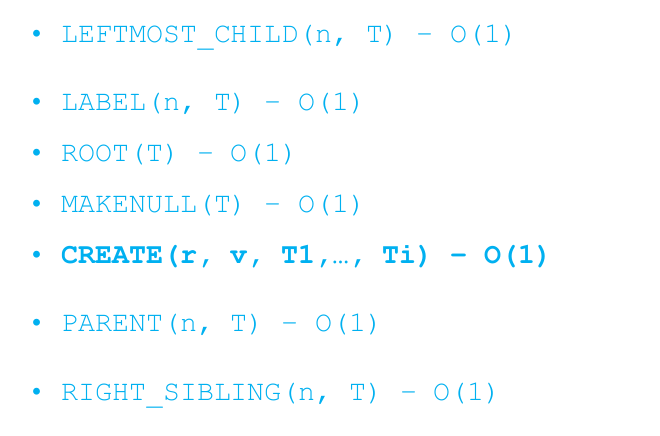 • LEFTMOST_CHILD(n, T) – O(1)
• LABEL(n, T) – O(1)
• ROOT(T) – O(1)
• MAKENULL(T) – O(1)
• CREATE(r, v, T1,…, Ti) – O(1)
• PARENT(n, T) – O(1)
• RIGHT_SIBLING(n, T) – O(1)